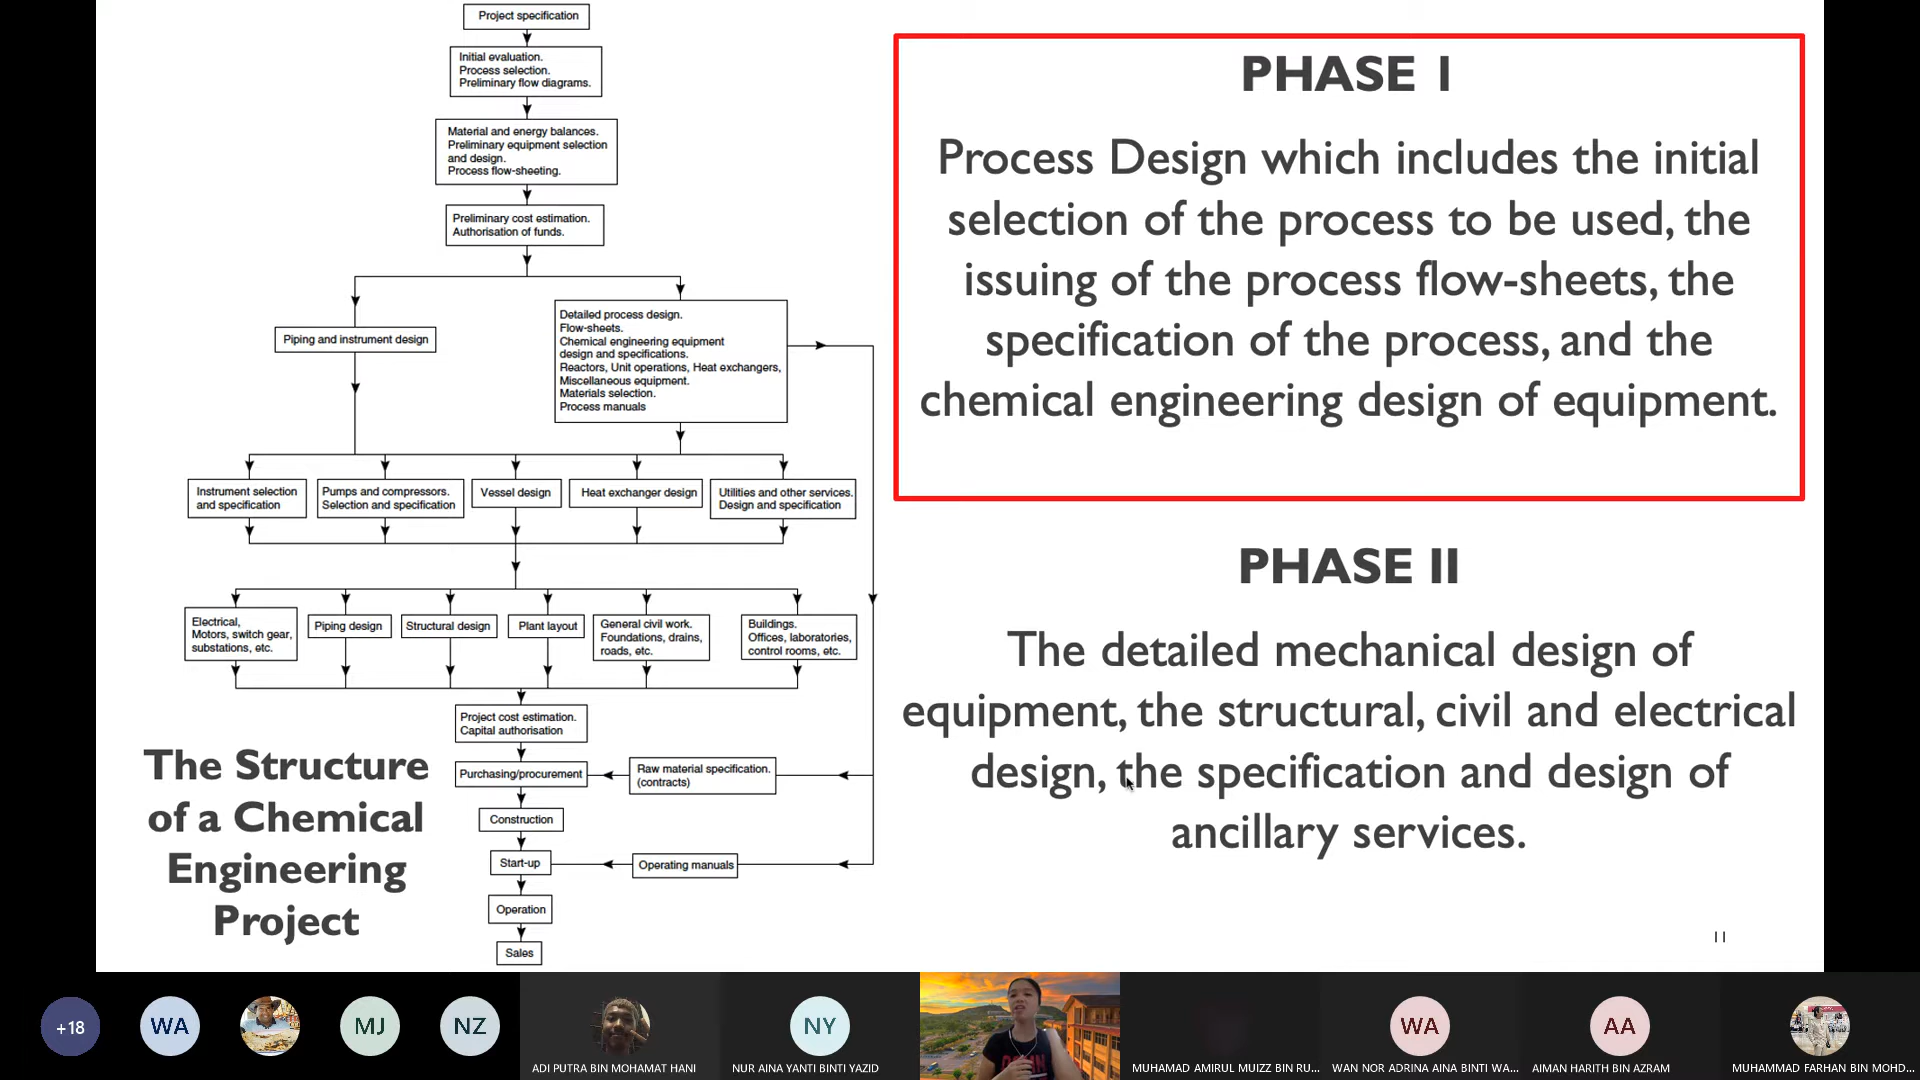 Project specification
Initial evaluation.
Process selection.
Preliminary flow diagrams.
Material and energy balances.
Preliminary equipment selection
and design.
Process flow-sheeting.
Preliminary cost estimation.
Authorisation of funds.
Piping and instrument design
Detailed process design.
Flow-sheets.
Chemical engineering equipment
design and specifications.
Reactors, Unit operations, Heat exchangers,
Miscellaneous equipment.
Materials selection.
Process manuals
Instrument selection
and specification
Pumps and compressors.
Selection and specification
Vessel design
Heat exchanger design
Utilities and other services.
Design and specification
Electrical,
Motors, switch gear,
substations, etc.
Piping design
Structural design
Plant layout
General civil work.
Foundations, drains,
roads, etc.
Buildings.
Offices, laboratories,
control rooms, etc.
Project cost estimation.
Capital authorisation
Purchasing/procurement
Raw material specification.
(contracts)
Construction
Start-up
Operating manuals
Operation
Sales
The Structure
of a Chemical
Engineering
Project
PHASE I
Process Design which includes the initial
selection of the process to be used, the
issuing of the process flow-sheets, the
specification of the process, and the
chemical engineering design of equipment.
PHASE II
The detailed mechanical design of
equipment, the structural, civil and electrical
design, the specification and design of
ancillary services.
11
+18
WA
MJ
NZ
ADI PUTRA BIN MOHAMAT HANI
NY
NUR AINA YANTI BINTI YAZID
MUHAMAD AMIRUL MUIZZ BIN RU...
WA
WAN NOR ADRINA AINA BINTI WA...
AA
AIMAN HARITH BIN AZRAM
MUHAMMAD FARHAN BIN MOHD...